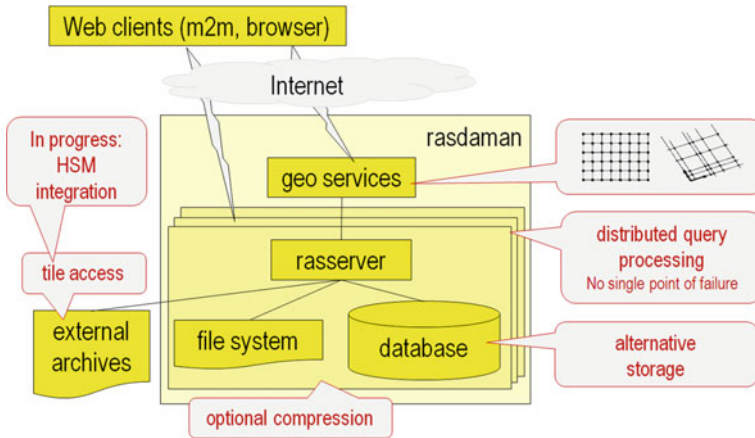 Web clients (m2m, browser)
Internet
In progress:
HSM
integration
rasdaman
geo services
distributed query
processing
No single point of failure
rasserver
tile access
external
archives
file system
database
alternative
storage
optional compression